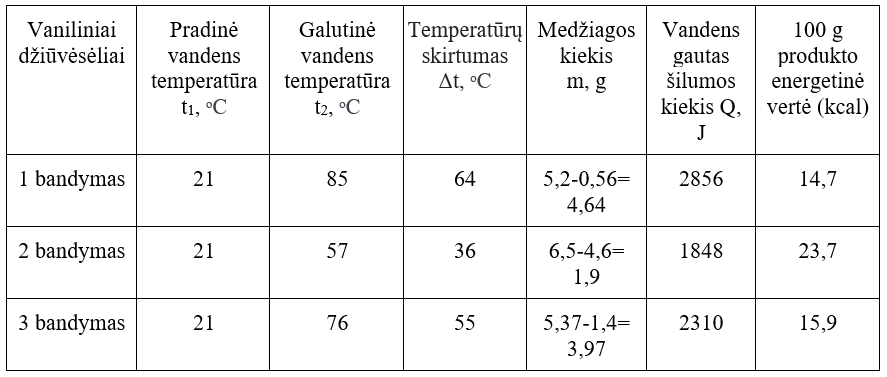 Vaniliniai
džiūvėsėliai
Pradinė
vandens
temperatūra
t₁, °C
Galutinė
vandens
temperatūra
t₂, °C
Temperatūrų
skirtumas
Δt, °C
Medžiagos
kiekis
m, g
Vandens
gautas
šilumos
kiekis Q,
J
100 g
produkto
energetinė
vertė (kcal)
1 bandymas
21
85
64
5,2-0,56=
4,64
2856
14,7
2 bandymas
21
57
36
6,5-4,6=
1,9
1848
23,7
3 bandymas
21
76
55
5,37-1,4=
3,97
2310
15,9